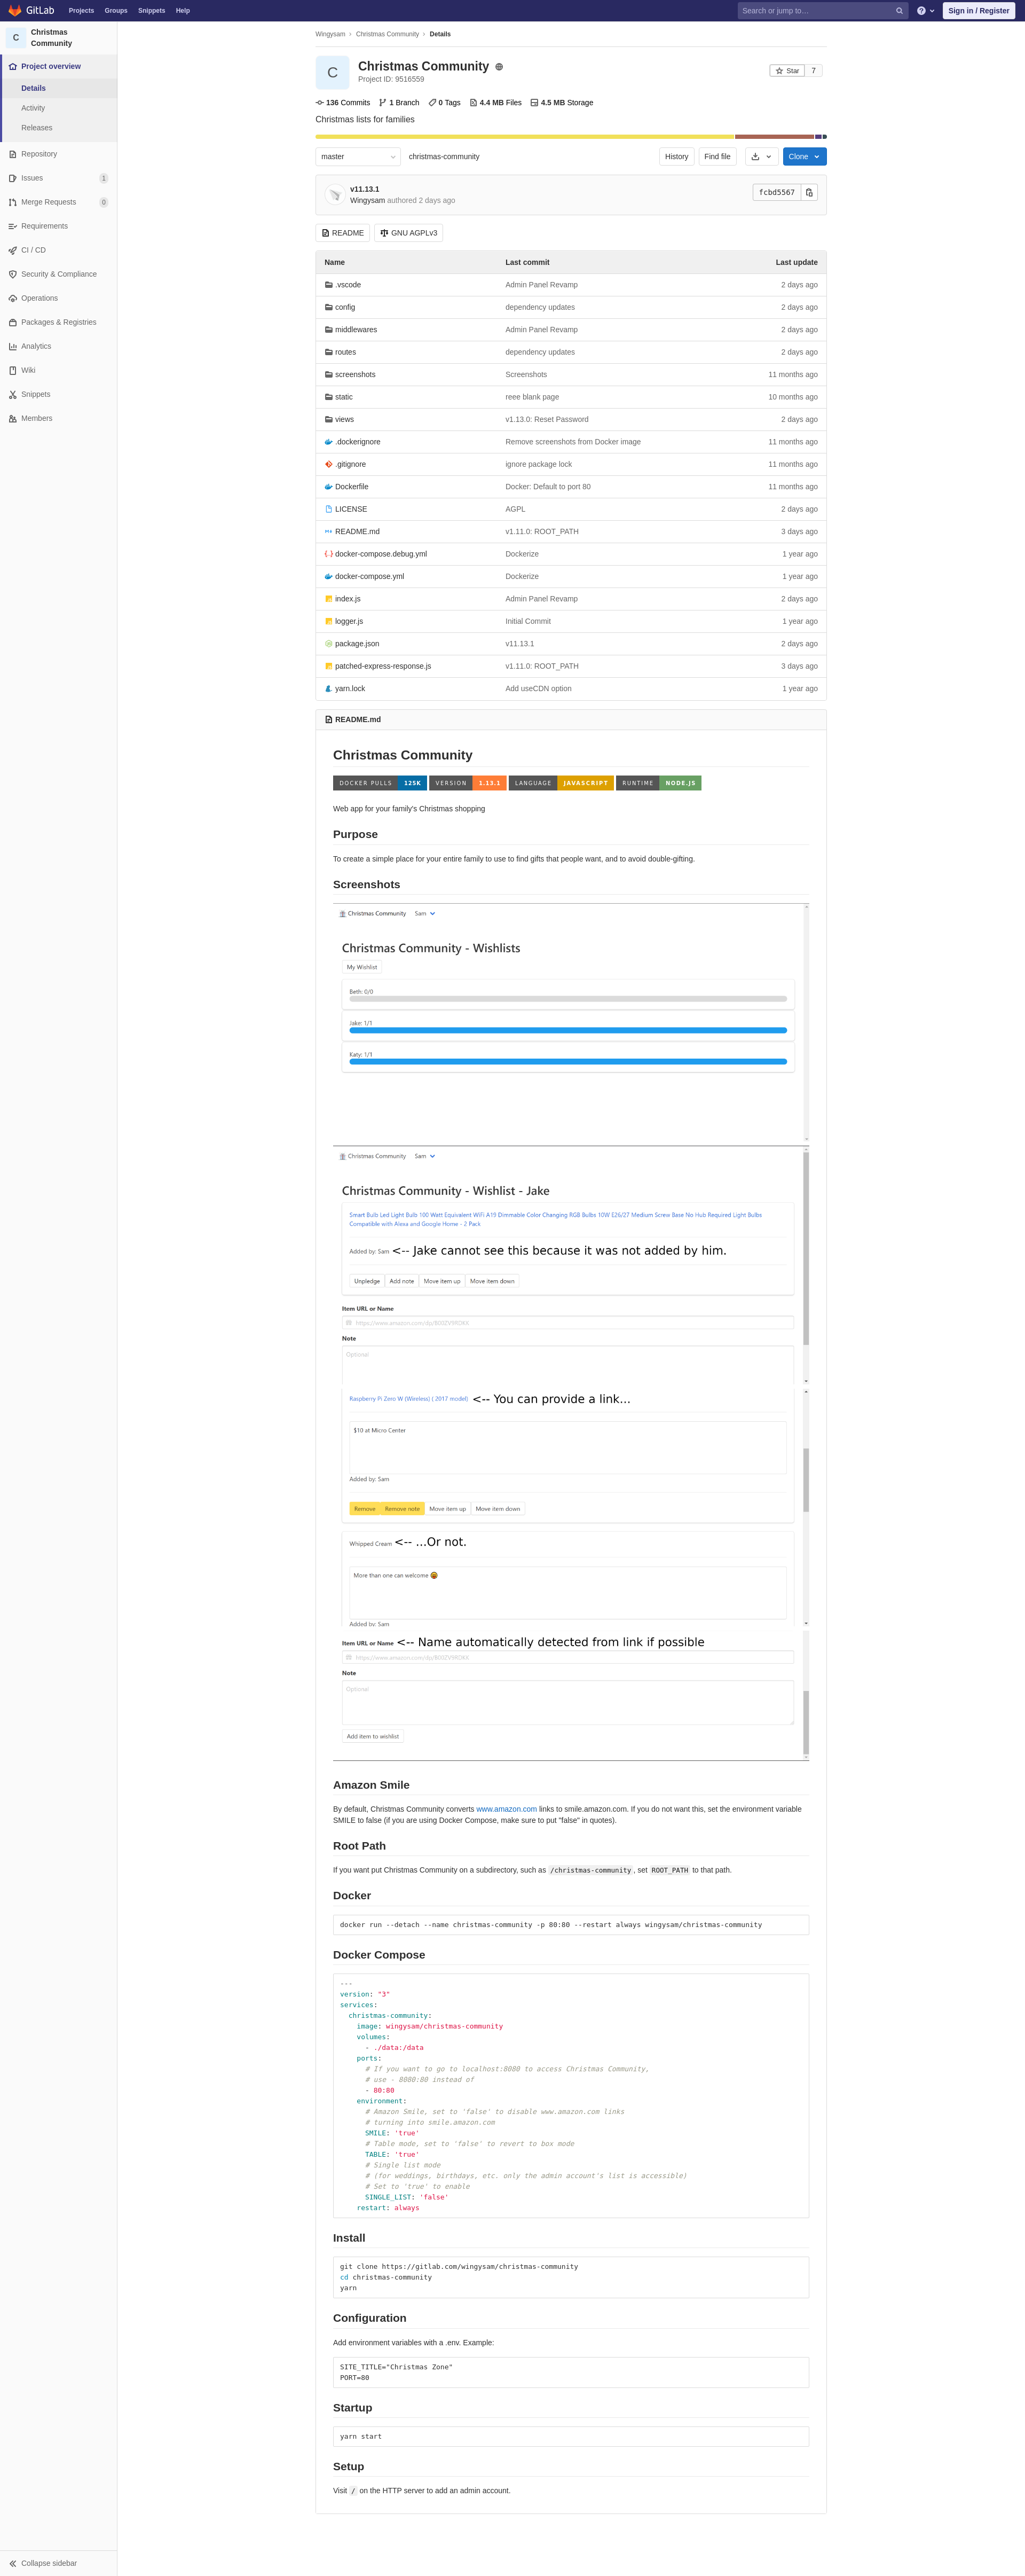 GitLab Projects Groups Snippets Help Search or jump to… Sign in / Register
C Christmas Community
Project overview
Details
Activity
Releases
Repository
Issues 1
Merge Requests 0
Requirements
CI / CD
Security & Compliance
Operations
Packages & Registries
Analytics
Wiki
Snippets
Members
Collapse sidebar
Wingysam › Christmas Community › Details
C
Christmas Community
Project ID: 9516559
Star 7
136 Commits 1 Branch 0 Tags 4.4 MB Files 4.5 MB Storage
Christmas lists for families
master christmas-community History Find file Clone
v11.13.1
Wingysam authored 2 days ago
fcbd5567
README GNU AGPLv3
Name Last commit Last update
.vscode Admin Panel Revamp 2 days ago
config dependency updates 2 days ago
middlewares Admin Panel Revamp 2 days ago
routes dependency updates 2 days ago
screenshots Screenshots 11 months ago
static reee blank page 10 months ago
views v1.13.0: Reset Password 2 days ago
.dockerignore Remove screenshots from Docker image 11 months ago
.gitignore ignore package lock 11 months ago
Dockerfile Docker: Default to port 80 11 months ago
LICENSE AGPL 2 days ago
README.md v1.11.0: ROOT_PATH 3 days ago
docker-compose.debug.yml Dockerize 1 year ago
docker-compose.yml Dockerize 1 year ago
index.js Admin Panel Revamp 2 days ago
logger.js Initial Commit 1 year ago
package.json v11.13.1 2 days ago
patched-express-response.js v1.11.0: ROOT_PATH 3 days ago
yarn.lock Add useCDN option 1 year ago
README.md
Christmas Community
DOCKER PULLS 125K VERSION 1.13.1 LANGUAGE JAVASCRIPT RUNTIME NODE.JS
Web app for your family's Christmas shopping
Purpose
To create a simple place for your entire family to use to find gifts that people want, and to avoid double-gifting.
Screenshots
Christmas Community Sam
Christmas Community - Wishlists
My Wishlist
Beth: 0/0
Jake: 1/1
Katy: 1/1
Christmas Community Sam
Christmas Community - Wishlist - Jake
Smart Bulb Led Light Bulb 100 Watt Equivalent WiFi A19 Dimmable Color Changing RGB Bulbs 10W E26/27 Medium Screw Base No Hub Required Light Bulbs
Compatible with Alexa and Google Home - 2 Pack
Added by: Sam <-- Jake cannot see this because it was not added by him.
Unpledge Add note Move item up Move item down
Item URL or Name
Note
Optional
Raspberry Pi Zero W (Wireless) ( 2017 model) <-- You can provide a link...
$10 at Micro Center
Added by: Sam
Remove Remove note Move item up Move item down
Whipped Cream <-- ...Or not.
More than one can welcome
Added by: Sam
Item URL or Name <-- Name automatically detected from link if possible
Note
Optional
Add item to wishlist
Amazon Smile
By default, Christmas Community converts www.amazon.com links to smile.amazon.com. If you do not want this, set the environment variable
SMILE to false (if you are using Docker Compose, make sure to put "false" in quotes).
Root Path
If you want put Christmas Community on a subdirectory, such as /christmas-community, set ROOT_PATH to that path.
Docker
docker run --detach --name christmas-community -p 80:80 --restart always wingysam/christmas-community
Docker Compose
---
version: "3"
services:
  christmas-community:
    image: wingysam/christmas-community
    volumes:
      - ./data:/data
    ports:
      # If you want to go to localhost:8080 to access Christmas Community,
      # use - 8080:80 instead of
      - 80:80
    environment:
      # Amazon Smile, set to 'false' to disable www.amazon.com links
      # turning into smile.amazon.com
      SMILE: 'true'
      # Table mode, set to 'false' to revert to box mode
      TABLE: 'true'
      # Single list mode
      # (for weddings, birthdays, etc. only the admin account's list is accessible)
      # Set to 'true' to enable
      SINGLE_LIST: 'false'
    restart: always
Install
git clone https://gitlab.com/wingysam/christmas-community
cd christmas-community
yarn
Configuration
Add environment variables with a .env. Example:
SITE_TITLE="Christmas Zone"
PORT=80
Startup
yarn start
Setup
Visit / on the HTTP server to add an admin account.